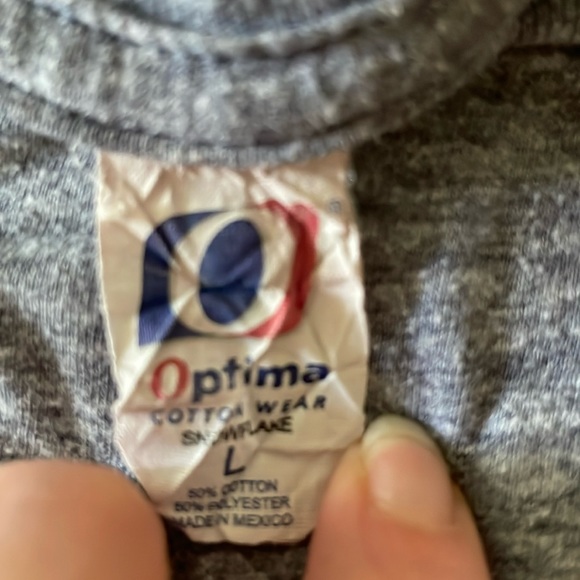 Optima
COTTON WEAR
SNOWFLAKE
L
50% COTTON
50% POLYESTER
MADE IN MEXICO